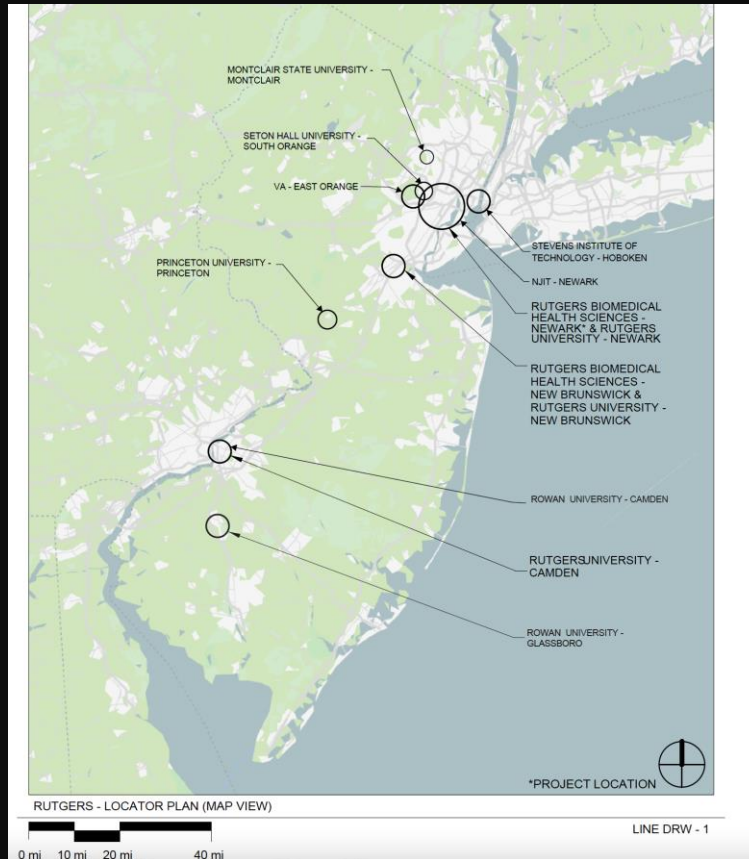 MONTCLAIR STATE UNIVERSITY -
MONTCLAIR
SETON HALL UNIVERSITY -
SOUTH ORANGE
VA - EAST ORANGE
STEVENS INSTITUTE OF
TECHNOLOGY - HOBOKEN
PRINCETON UNIVERSITY -
PRINCETON
NJIT - NEWARK
RUTGERS BIOMEDICAL
HEALTH SCIENCES -
NEWARK* & RUTGERS
UNIVERSITY - NEWARK
RUTGERS BIOMEDICAL
HEALTH SCIENCES -
NEW BRUNSWICK &
RUTGERS UNIVERSITY -
NEW BRUNSWICK
ROWAN UNIVERSITY - CAMDEN
RUTGERS UNIVERSITY -
CAMDEN
ROWAN UNIVERSITY -
GLASSBORO
*PROJECT LOCATION
RUTGERS - LOCATOR PLAN (MAP VIEW)
LINE DRW - 1
0 mi 10 mi 20 mi 40 mi